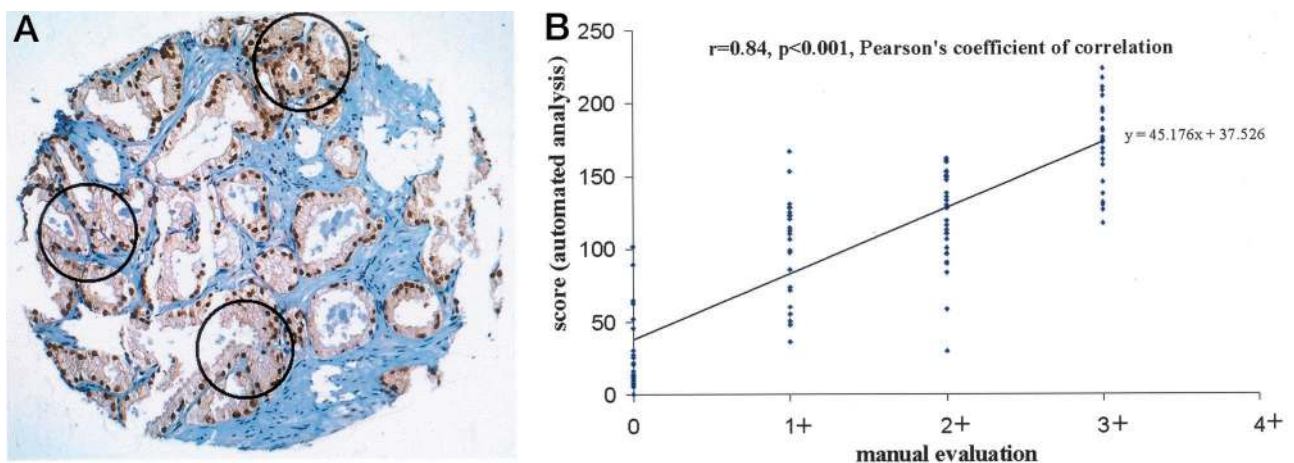 A
B
250
200
150
100
50
0
score (automated analysis)
r=0.84, p<0.001, Pearson's coefficient of correlation
y = 45.176x + 37.526
0 1+ 2+ 3+ 4+
manual evaluation